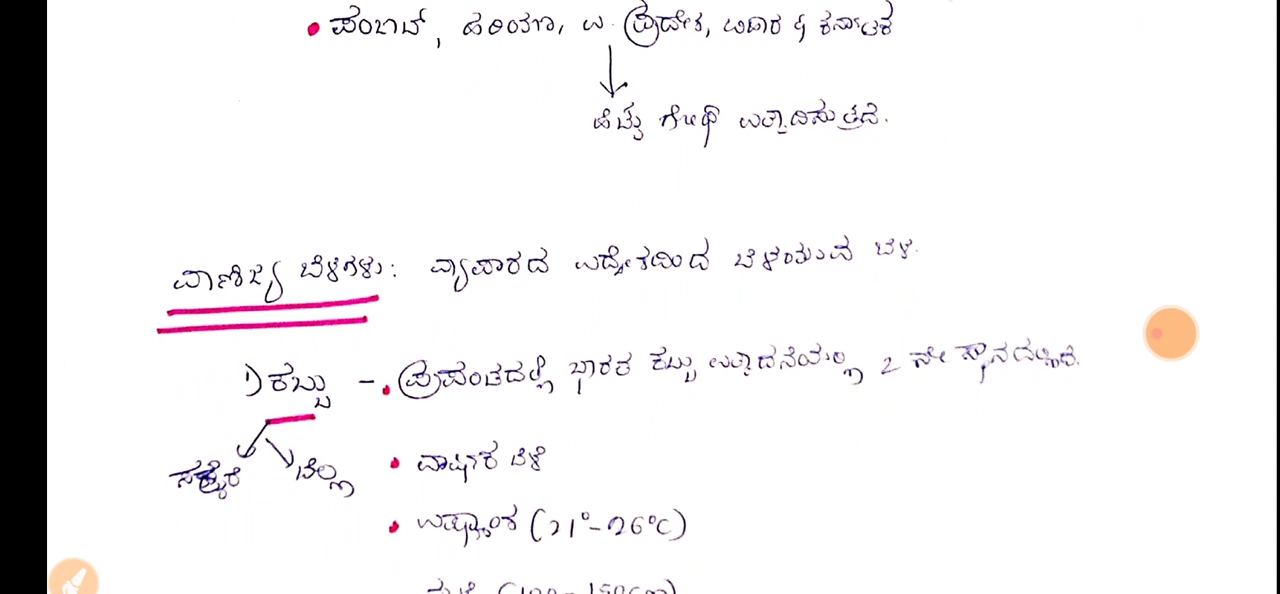 • ಪಂಜಾಬ್, ಹರಿಯಾಣ, ಉ. ಪ್ರಾದೇಶ, ಬಿಹಾರ & ಕರ್ನಾಟಕ
ಹೆಚ್ಚು ಗೋಧಿ ಉತ್ಪಾದಿಸುತ್ತದೆ.
ವಾಣಿಜ್ಯ ಬೆಳೆಗಳು: ವ್ಯಾಪಾರದ ಉದ್ದೇಶದಿಂದ ಬೆಳೆಯುವ ಬೆಳೆ.
1) ಕಬ್ಬು - • ಪ್ರಪಂಚದಲ್ಲಿ ಭಾರತ ಕಬ್ಬು ಉತ್ಪಾದನೆಯಲ್ಲಿ 2 ನೇ ಸ್ಥಾನದಲ್ಲಿದೆ.
ಸಕ್ಕರೆ ಬೆಲ್ಲ • ವಾರ್ಷಿಕ ಬೆಳೆ
• ಉಷ್ಣಾಂಶ (21°-26°C)